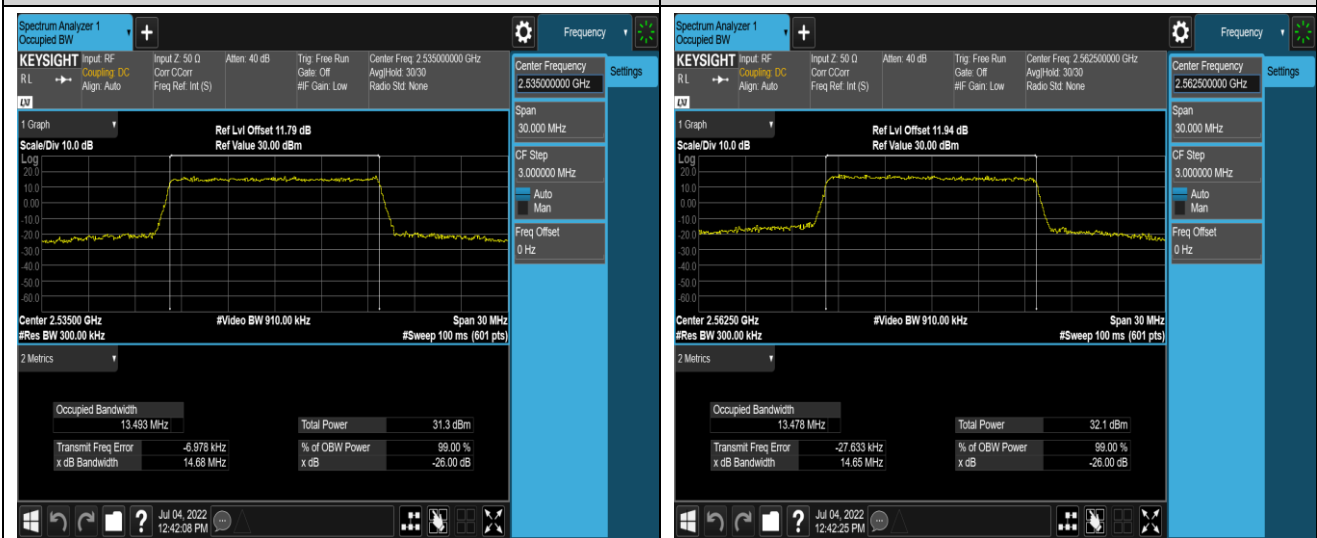 Spectrum Analyzer 1
Occupied BW
+
Frequency
KEYSIGHT
Input: RF
Coupling: DC
Align: Auto
Input Z: 50 Ω
Corr CCorr
Freq Ref: Int (S)
Atten: 40 dB
Trig: Free Run
Gate: Off
#IF Gain: Low
Center Freq: 2.535000000 GHz
Avg|Hold: 30/30
Radio Std: None
RL
LXI
Center Frequency
2.535000000 GHz
Settings
Span
30.000 MHz
CF Step
3.000000 MHz
Auto
Man
Freq Offset
0 Hz
1 Graph
Scale/Div 10.0 dB
Ref Lvl Offset 11.79 dB
Ref Value 30.00 dBm
Log
20.0
10.0
0.00
-10.0
-20.0
-30.0
-40.0
-50.0
-60.0
Center 2.53500 GHz
#Video BW 910.00 kHz
Span 30 MHz
#Res BW 300.00 kHz
#Sweep 100 ms (601 pts)
2 Metrics
Occupied Bandwidth
13.493 MHz
Total Power 31.3 dBm
Transmit Freq Error -6.978 kHz
% of OBW Power 99.00 %
x dB Bandwidth 14.68 MHz
x dB -26.00 dB
?
Jul 04, 2022
12:42:08 PM
Spectrum Analyzer 1
Occupied BW
+
Frequency
KEYSIGHT
Input: RF
Coupling: DC
Align: Auto
Input Z: 50 Ω
Corr CCorr
Freq Ref: Int (S)
Atten: 40 dB
Trig: Free Run
Gate: Off
#IF Gain: Low
Center Freq: 2.562500000 GHz
Avg|Hold: 30/30
Radio Std: None
RL
LXI
Center Frequency
2.562500000 GHz
Settings
Span
30.000 MHz
CF Step
3.000000 MHz
Auto
Man
Freq Offset
0 Hz
1 Graph
Scale/Div 10.0 dB
Ref Lvl Offset 11.94 dB
Ref Value 30.00 dBm
Log
20.0
10.0
0.00
-10.0
-20.0
-30.0
-40.0
-50.0
-60.0
Center 2.56250 GHz
#Video BW 910.00 kHz
Span 30 MHz
#Res BW 300.00 kHz
#Sweep 100 ms (601 pts)
2 Metrics
Occupied Bandwidth
13.478 MHz
Total Power 32.1 dBm
Transmit Freq Error -27.633 kHz
% of OBW Power 99.00 %
x dB Bandwidth 14.65 MHz
x dB -26.00 dB
?
Jul 04, 2022
12:42:25 PM